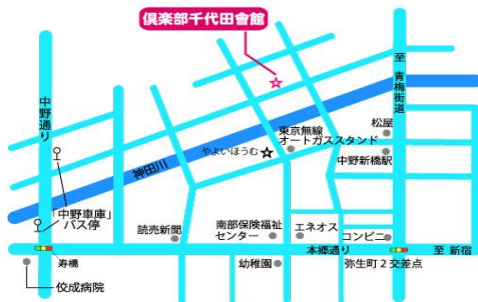 倶楽部千代田會館
至
青梅街道
中野通り
松屋
東京無線
オートガススタンド
やよいほうむ
中野新橋駅
神田川
「中野車庫」
バス停
読売新聞
南部保険福祉
センター
エネオス
コンビニ
本郷通り
至 新宿
寿橋
幼稚園
弥生町2交差点
佼成病院